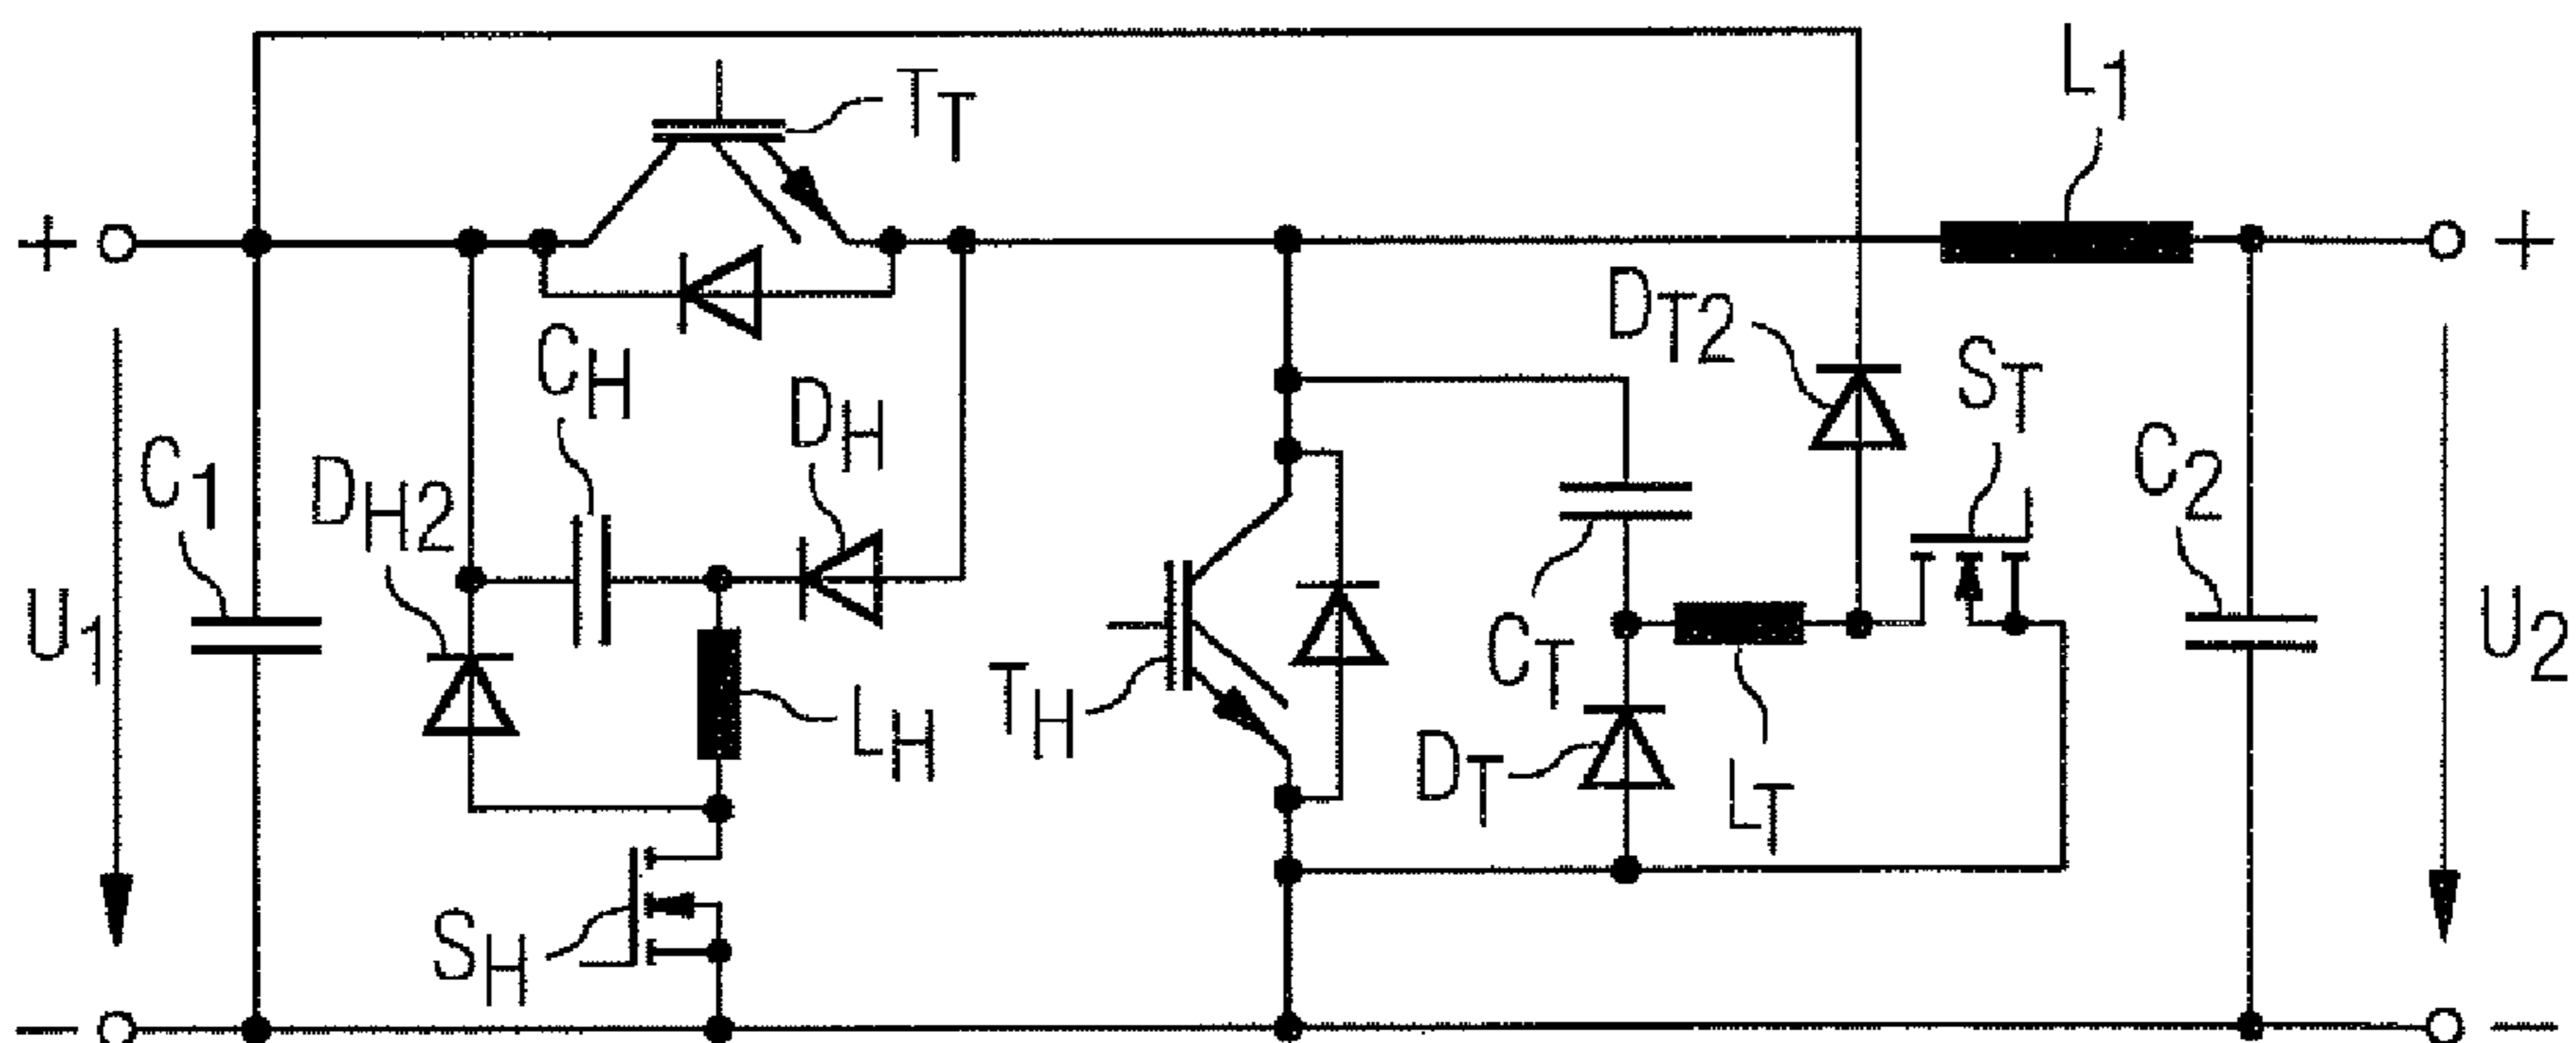 T_T
L_1
+
+
C_H
D_T2
S_T
D_H
C_1
D_H2
C_2
U_1
C_T
U_2
T_H
L_H
D_T
L_T
S_H
−
−